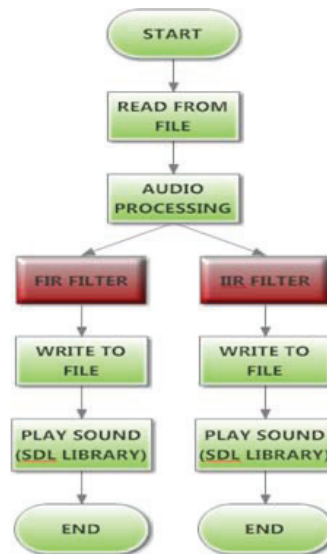 START
READ FROM
FILE
AUDIO
PROCESSING
FIR FILTER
IIR FILTER
WRITE TO
FILE
WRITE TO
FILE
PLAY SOUND
(SDL LIBRARY)
PLAY SOUND
(SDL LIBRARY)
END
END